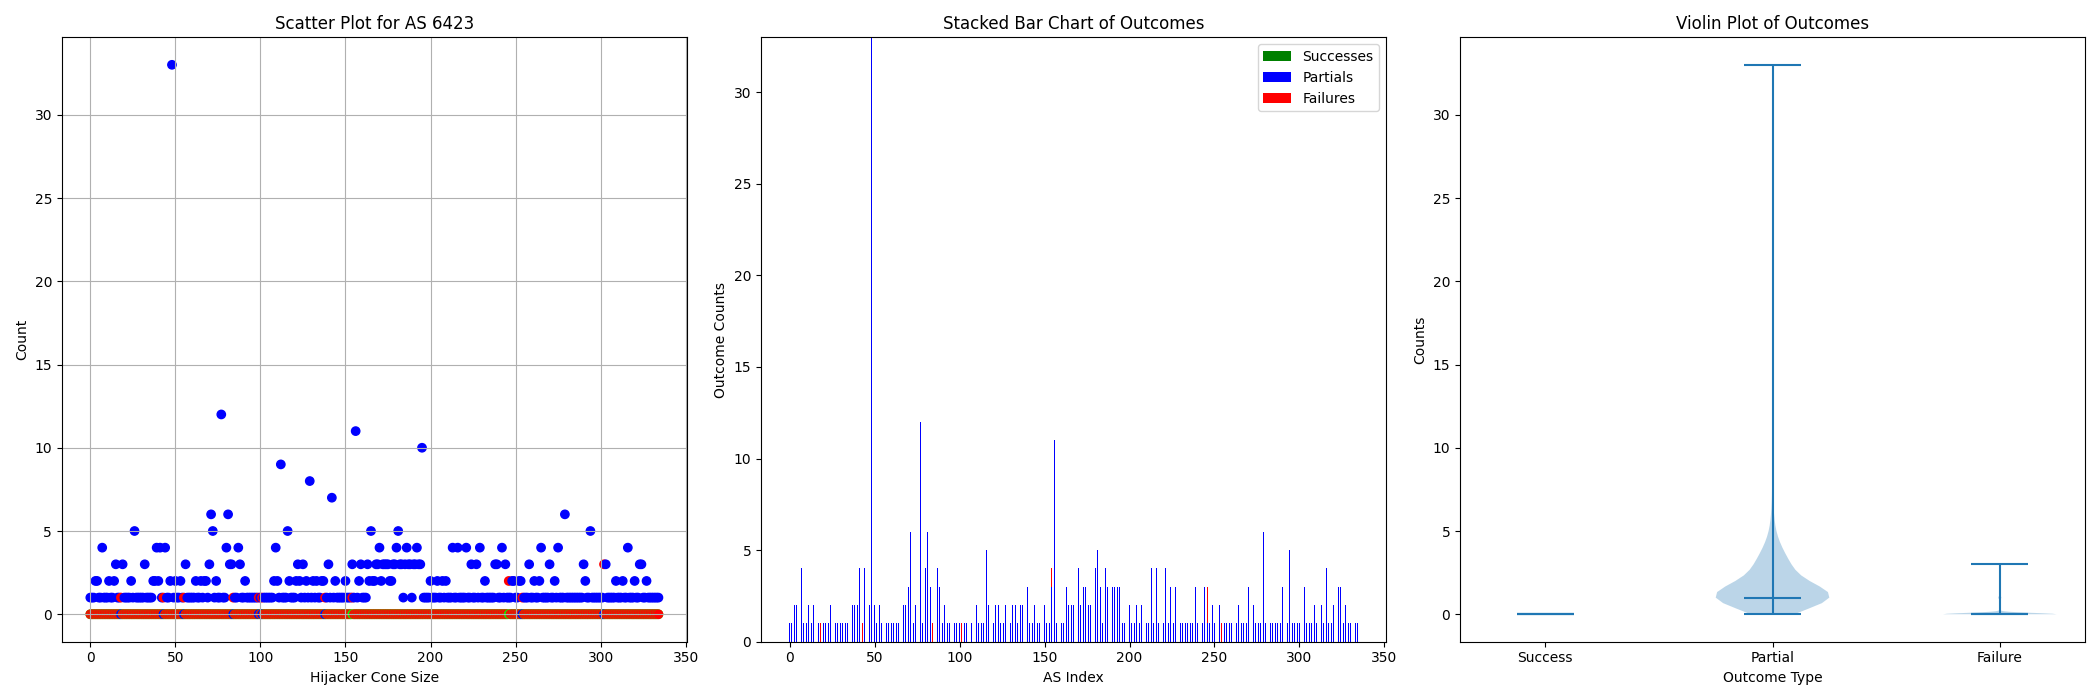 Scatter Plot for AS 6423
Count
30
25
20
15
10
5
0
0 50 100 150 200 250 300 350
Hijacker Cone Size
Stacked Bar Chart of Outcomes
Successes
Partials
Failures
Outcome Counts
30
25
20
15
10
5
0
0 50 100 150 200 250 300 350
AS Index
Violin Plot of Outcomes
Counts
30
25
20
15
10
5
0
Success Partial Failure
Outcome Type